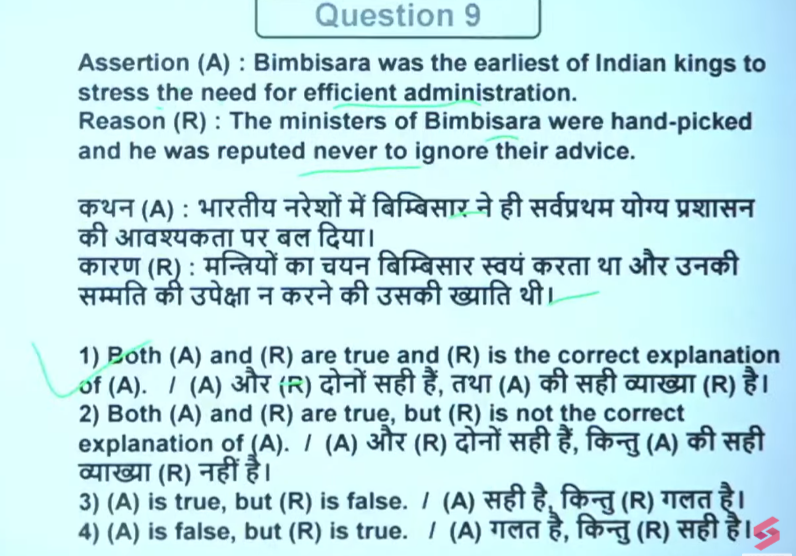 Question 9
Assertion (A) : Bimbisara was the earliest of Indian kings to
stress the need for efficient administration.
Reason (R) : The ministers of Bimbisara were hand-picked
and he was reputed never to ignore their advice.
कथन (A) : भारतीय नरेशों में बिम्बिसार ने ही सर्वप्रथम योग्य प्रशासन
की आवश्यकता पर बल दिया।
कारण (R) : मन्त्रियों का चयन बिम्बिसार स्वयं करता था और उनकी
सम्मति की उपेक्षा न करने की उसकी ख्याति थी।
1) Both (A) and (R) are true and (R) is the correct explanation
of (A). / (A) और (R) दोनों सही हैं, तथा (A) की सही व्याख्या (R) है।
2) Both (A) and (R) are true, but (R) is not the correct
explanation of (A). / (A) और (R) दोनों सही हैं, किन्तु (A) की सही
व्याख्या (R) नहीं है।
3) (A) is true, but (R) is false. / (A) सही है, किन्तु (R) गलत है।
4) (A) is false, but (R) is true. / (A) गलत है, किन्तु (R) सही है।